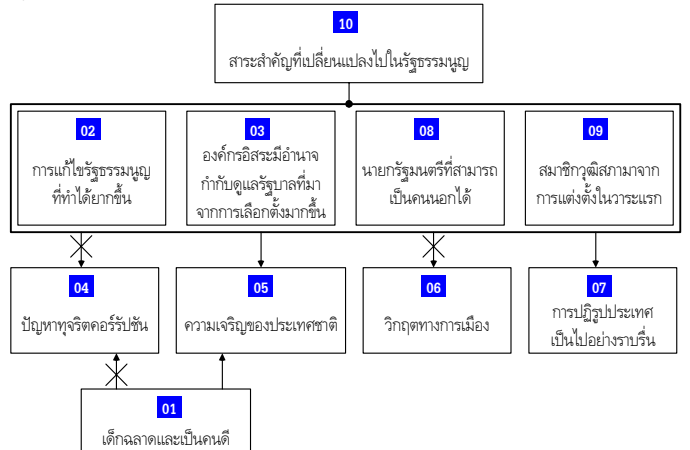 10
สาระสำคัญที่เปลี่ยนแปลงไปในรัฐธรรมนูญ
02
การแก้ไขรัฐธรรมนูญ
ที่ทำได้ยากขึ้น
03
องค์กรอิสระมีอำนาจ
กำกับดูแลรัฐบาลที่มา
จากการเลือกตั้งมากขึ้น
08
นายกรัฐมนตรีที่สามารถ
เป็นคนนอกได้
09
สมาชิกวุฒิสภามาจาก
การแต่งตั้งในวาระแรก
04
ปัญหาทุจริตคอร์รัปชัน
05
ความเจริญของประเทศชาติ
06
วิกฤตทางการเมือง
07
การปฏิรูปประเทศ
เป็นไปอย่างราบรื่น
01
เด็กฉลาดและเป็นคนดี